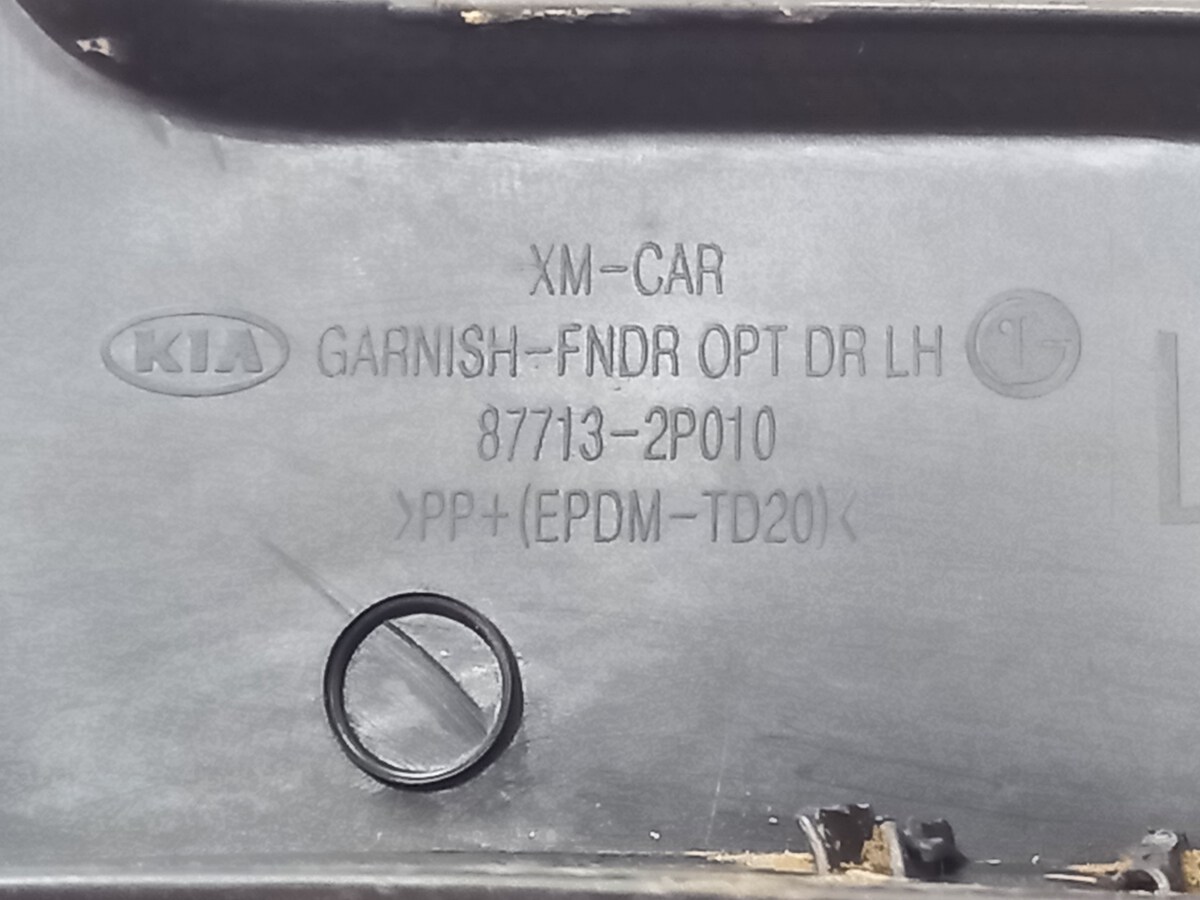 XM-CAR
KIA GARNISH-FNDR OPT DR LH
87713-2P010
>PP+(EPDM-TD20)<
L